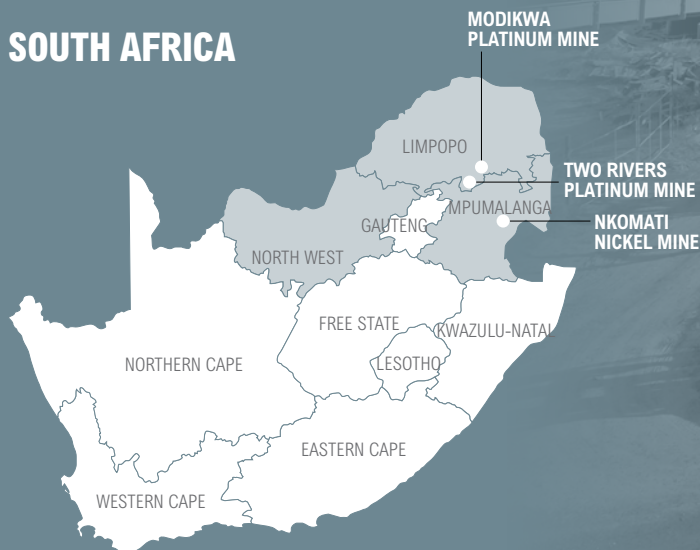 SOUTH AFRICA
MODIKWA
PLATINUM MINE
LIMPOPO
TWO RIVERS
PLATINUM MINE
MPUMALANGA
GAUTENG
NKOMATI
NICKEL MINE
NORTH WEST
FREE STATE
KWAZULU-NATAL
LESOTHO
NORTHERN CAPE
EASTERN CAPE
WESTERN CAPE